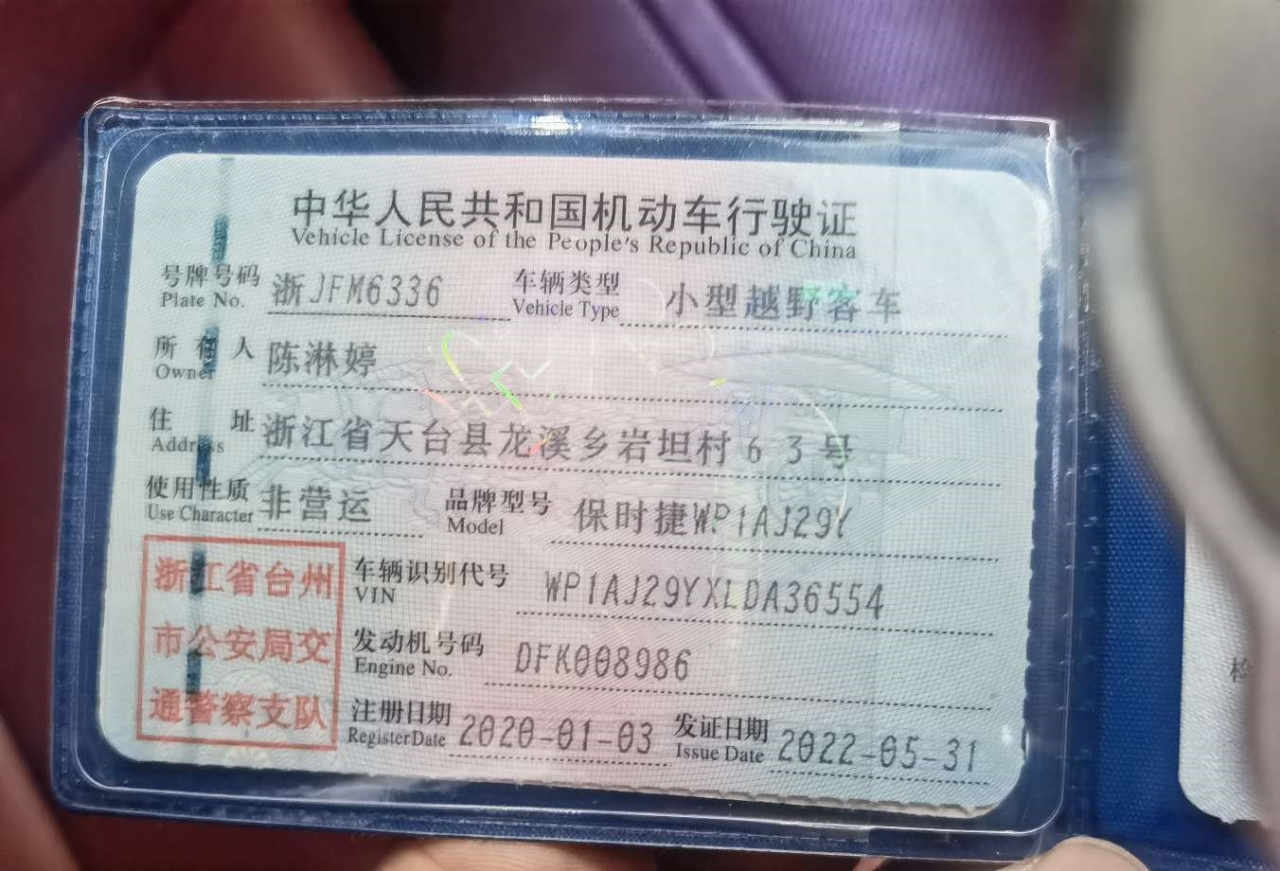 中华人民共和国机动车行驶证
Vehicle License of the People's Republic of China
号牌号码 浙JFM6336 车辆类型 小型越野客车
Plate No. Vehicle Type
所有人 陈淋婷
Owner
住址 浙江省天台县龙溪乡岩坦村63号
Address
使用性质 非营运 品牌型号 保时捷WP1AJ29Y
Use Character Model
浙江省台州
市公安局交
通警察支队
车辆识别代号 WP1AJ29YXLDA36554
VIN
发动机号码 DFK008986
Engine No.
注册日期 2020-01-03 发证日期 2022-05-31
Register Date Issue Date